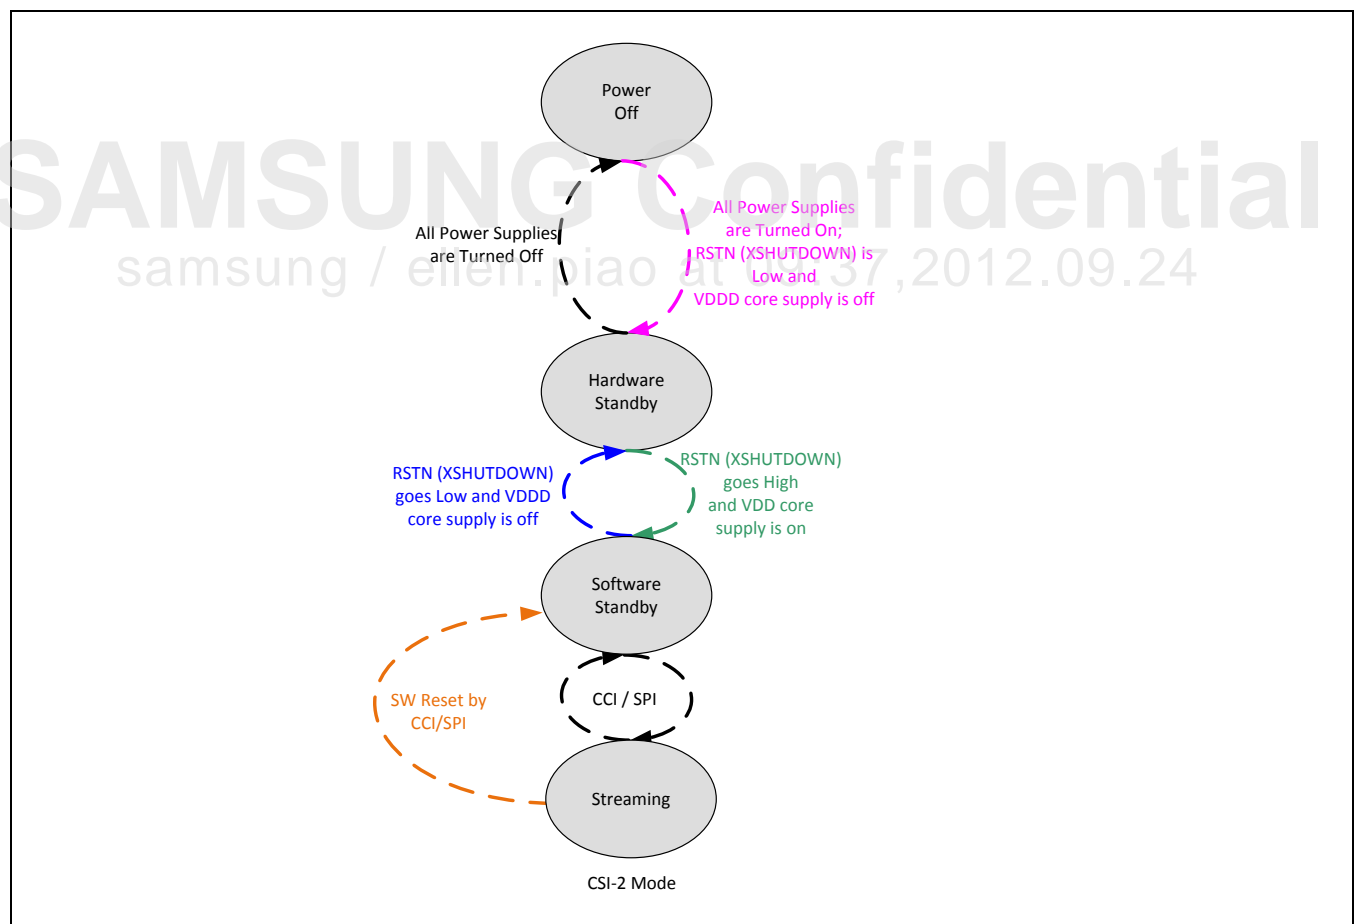 Power
Off
SAMSUNG Confidential
All Power Supplies
are Turned Off
All Power Supplies
are Turned On;
RSTN (XSHUTDOWN) is
Low and
VDDD core supply is off
samsung / ellen.piao at 09:37,2012.09.24
Hardware
Standby
RSTN (XSHUTDOWN)
goes Low and VDDD
core supply is off
RSTN (XSHUTDOWN)
goes High
and VDD core
supply is on
Software
Standby
SW Reset by
CCI/SPI
CCI / SPI
Streaming
CSI-2 Mode